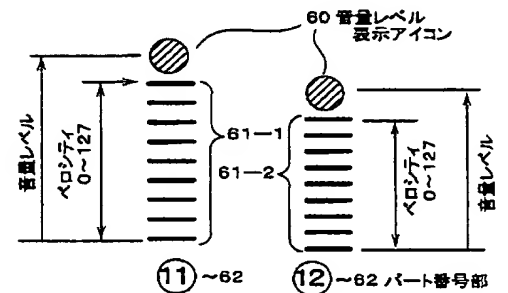 60 音量レベル
表示アイコン
音量レベル
ベロシティ
0〜127
61—1
61—2
ベロシティ
0〜127
音量レベル
11 〜62
12 〜62 パート番号部